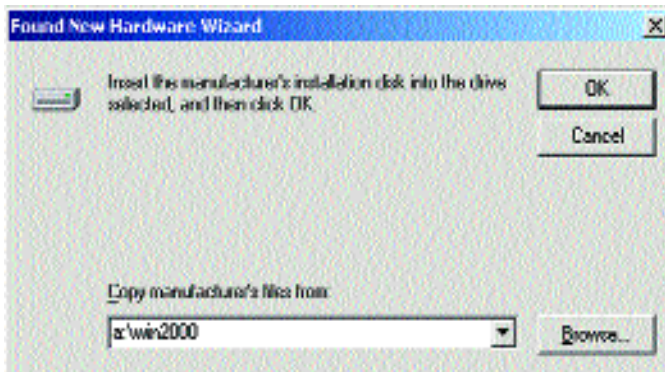 Found New Hardware Wizard
Insert the manufacturer's installation disk into the drive
selected, and then click OK.
OK
Cancel
Copy manufacturer's files from:
a:\win2000
Browse...